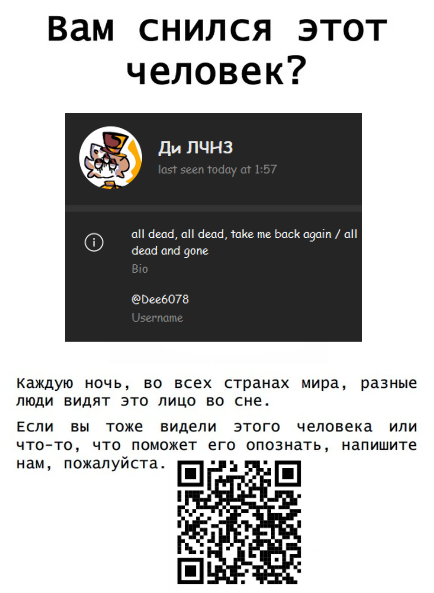 Вам снился этот
человек?
Ди ЛЧНЗ
last seen today at 1:57
all dead, all dead, take me back again / all
dead and gone
Bio
@Dee6078
Username
Каждую ночь, во всех странах мира, разные
люди видят это лицо во сне.
Если вы тоже видели этого человека или
что-то, что поможет его опознать, напишите
нам, пожалуйста.